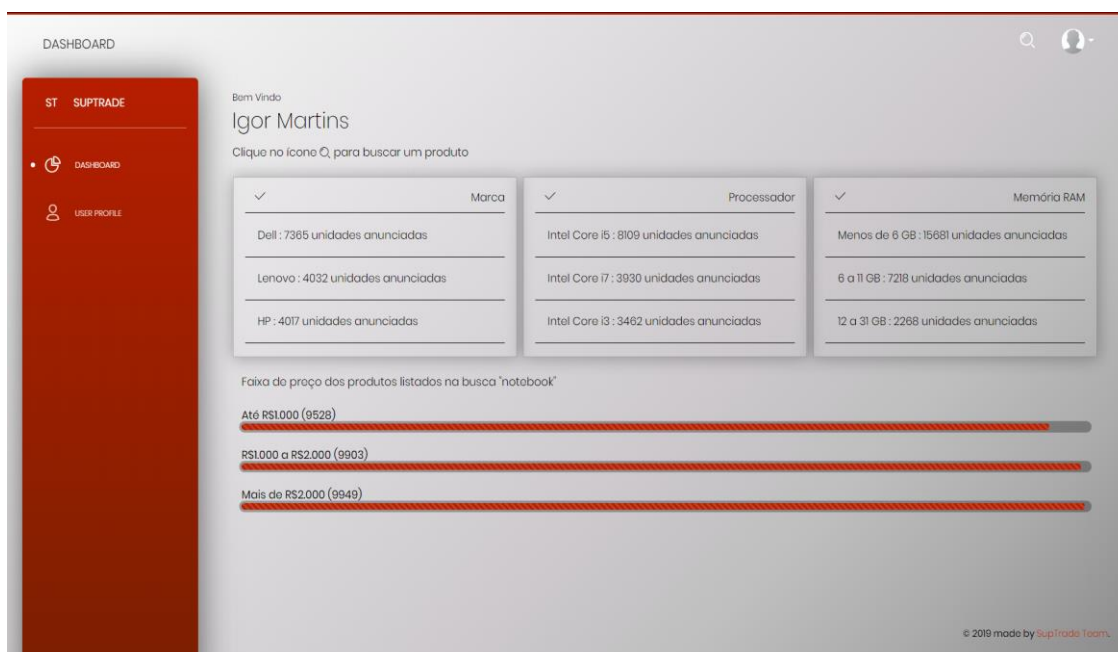 DASHBOARD
ST SUPTRADE
DASHBOARD
USER PROFILE
Bem Vindo
Igor Martins
Clique no ícone para buscar um produto
Marca
Dell : 7365 unidades anunciadas
Lenovo : 4032 unidades anunciadas
HP : 4017 unidades anunciadas
Processador
Intel Core i5 : 8109 unidades anunciadas
Intel Core i7 : 3930 unidades anunciadas
Intel Core i3 : 3462 unidades anunciadas
Memória RAM
Menos de 6 GB : 15681 unidades anunciadas
6 a 11 GB : 7218 unidades anunciadas
12 a 31 GB : 2268 unidades anunciadas
Faixa de preço dos produtos listados na busca "notebook"
Até R$1.000 (9528)
R$1.000 a R$2.000 (9903)
Mais de R$2.000 (9949)
© 2019 made by SupTrade Team.